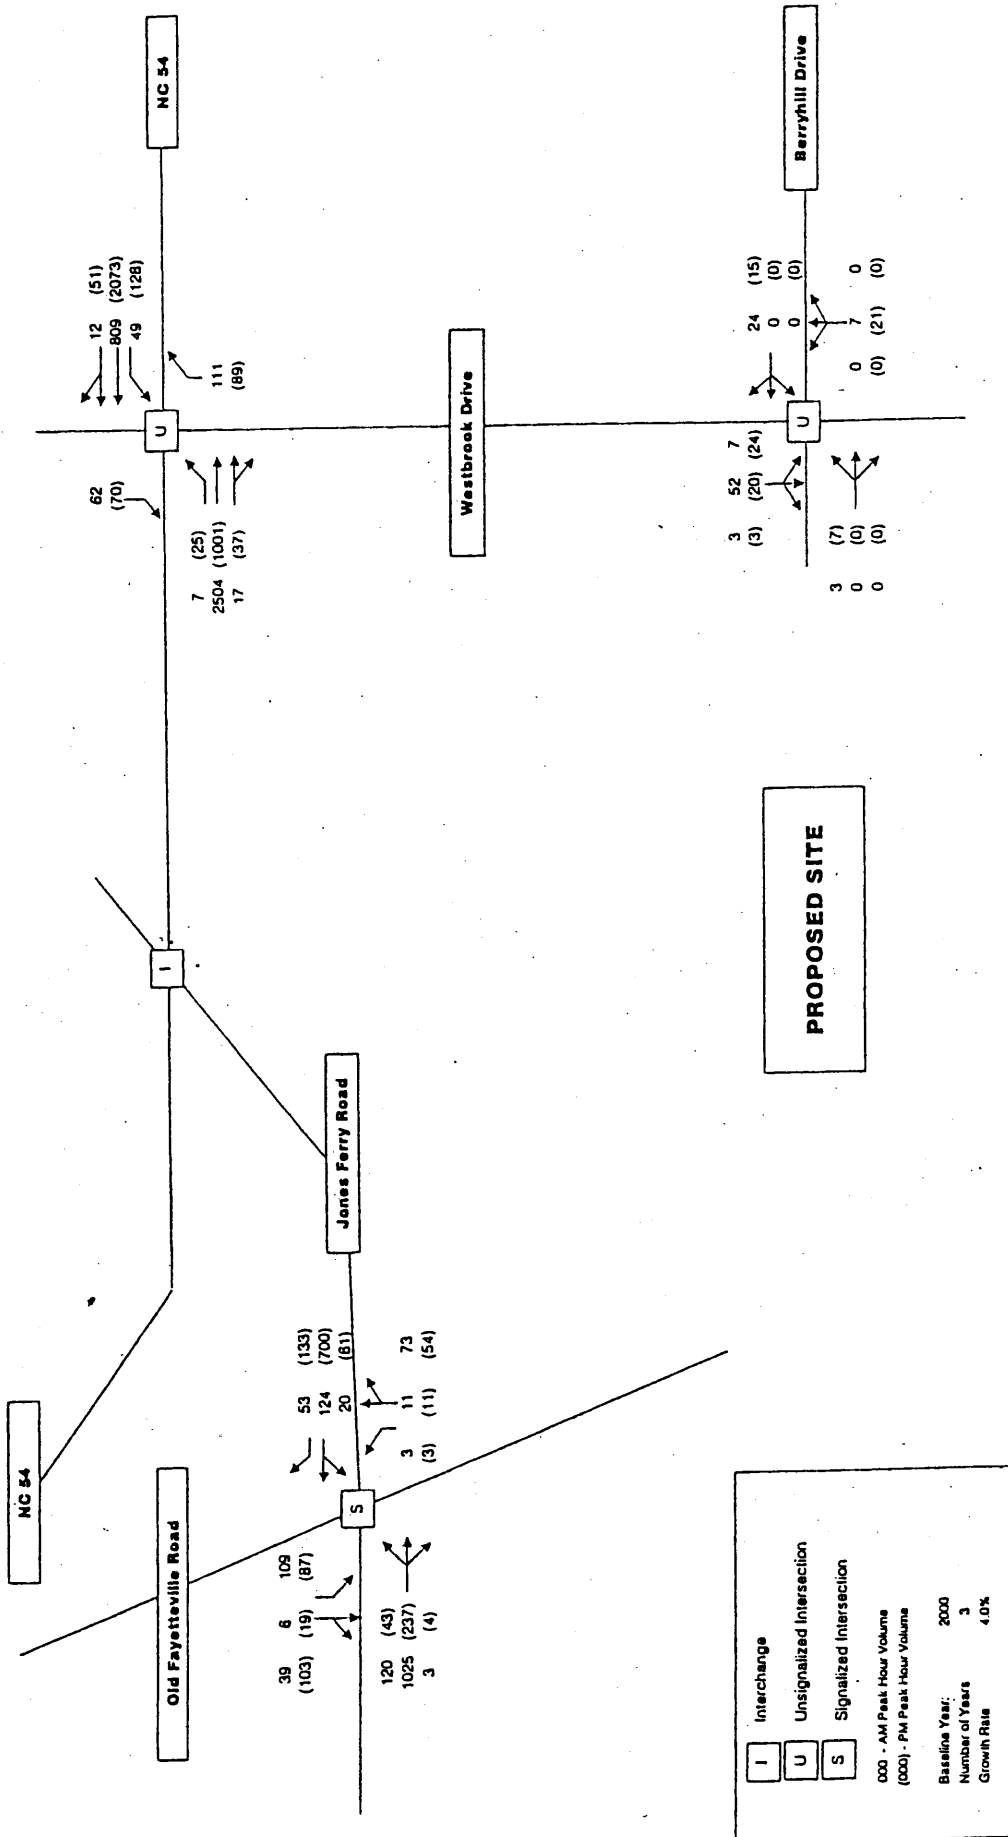 NC 54
Old Fayetteville Road
39 6 109
(103) (19) (87)
120 (43)
1025 (237)
3 (4)
S
53 (133)
124 (700)
20 (61)
3 11 73
(3) (11) (54)
Jones Ferry Road
I
62
(70)
7 (25)
2504 (1001)
17 (37)
U
12 (51)
809 (2073)
49 (128)
111
(89)
NC 54
Westbrook Drive
3 52 7
(3) (20) (24)
3 (7)
0 (0)
0 (0)
U
24 (15)
0 (0)
0 (0)
0 7 0
(0) (21) (0)
Berryhill Drive
PROPOSED SITE
I Interchange
U Unsignalized Intersection
S Signalized Intersection
000 - AM Peak Hour Volume
(000) - PM Peak Hour Volume
Baseline Year: 2000
Number of Years 3
Growth Rate 4.0%